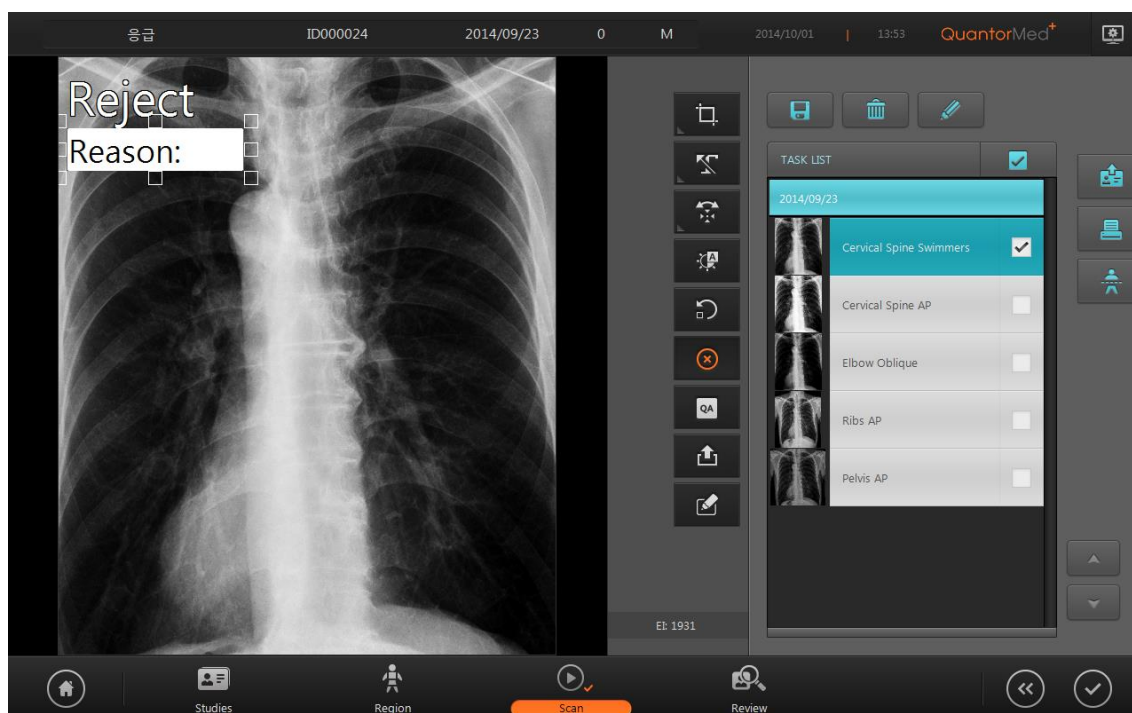 응급 ID000024 2014/09/23 0 M 2014/10/01 | 13:53 QuantorMed+
Reject
Reason:
TASK LIST
2014/09/23
Cervical Spine Swimmers
Cervical Spine AP
Elbow Oblique
Ribs AP
Pelvis AP
A
QA
EI: 1931
Studies Region Scan Review